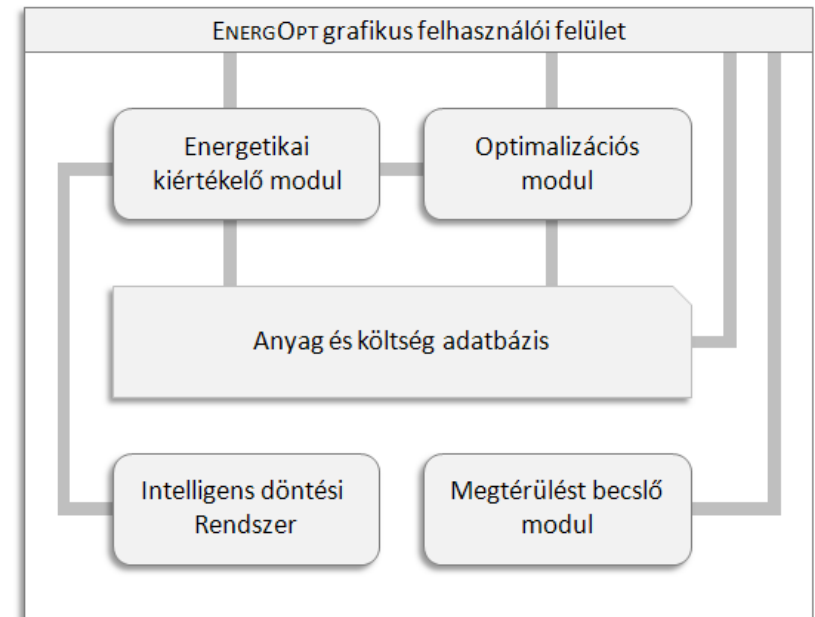 ENERGOPT grafikus felhasználói felület
Energetikai
kiértékelő modul
Optimalizációs
modul
Anyag és költség adatbázis
Intelligens döntési
Rendszer
Megtérülést becslő
modul